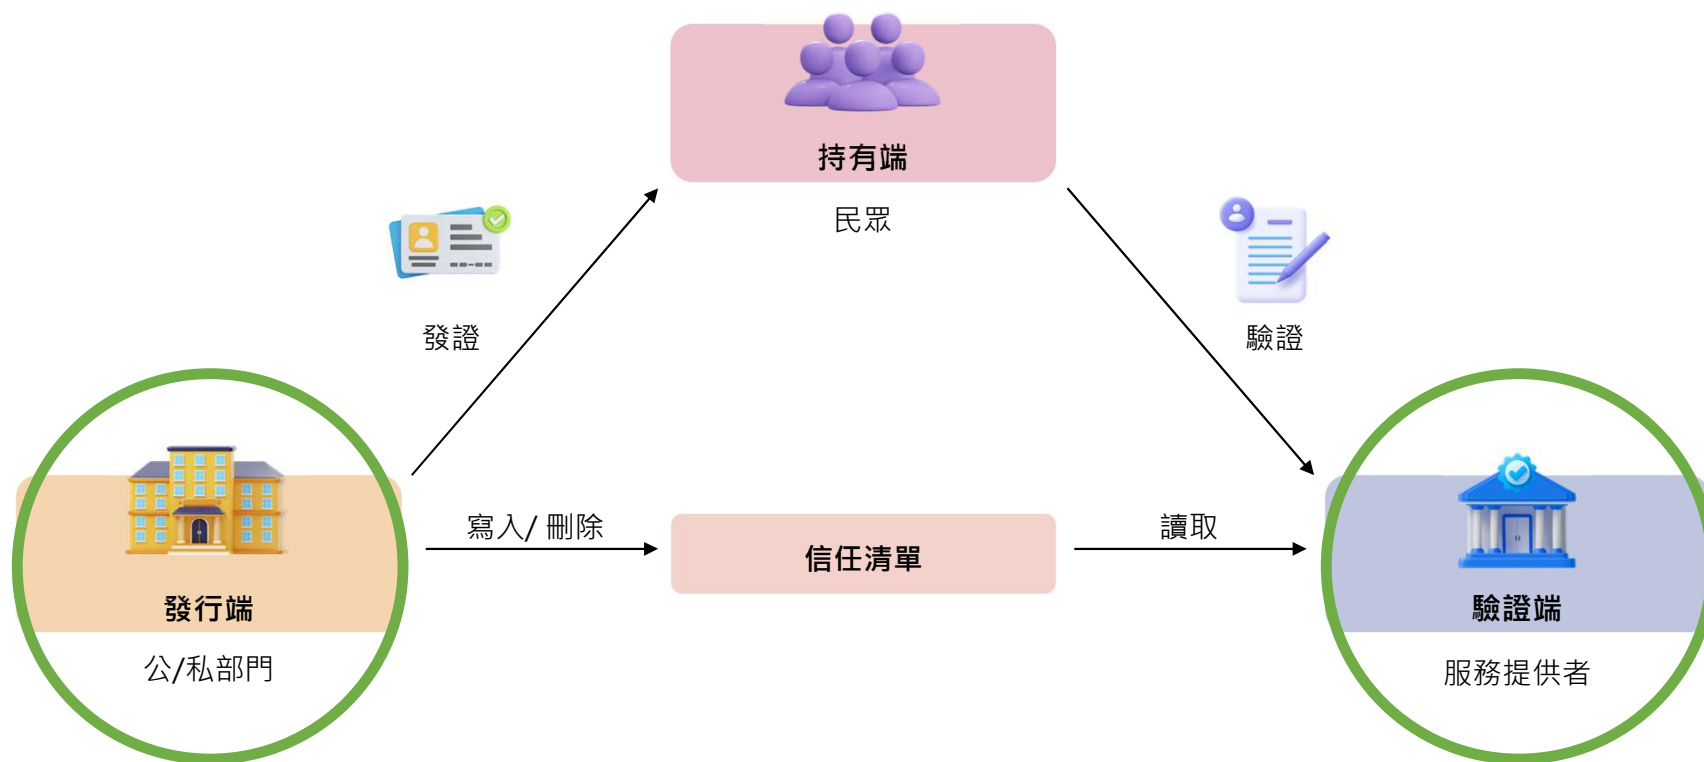 持有端
民眾
發證
驗證
寫入/ 刪除
信任清單
讀取
發行端
公/私部門
驗證端
服務提供者